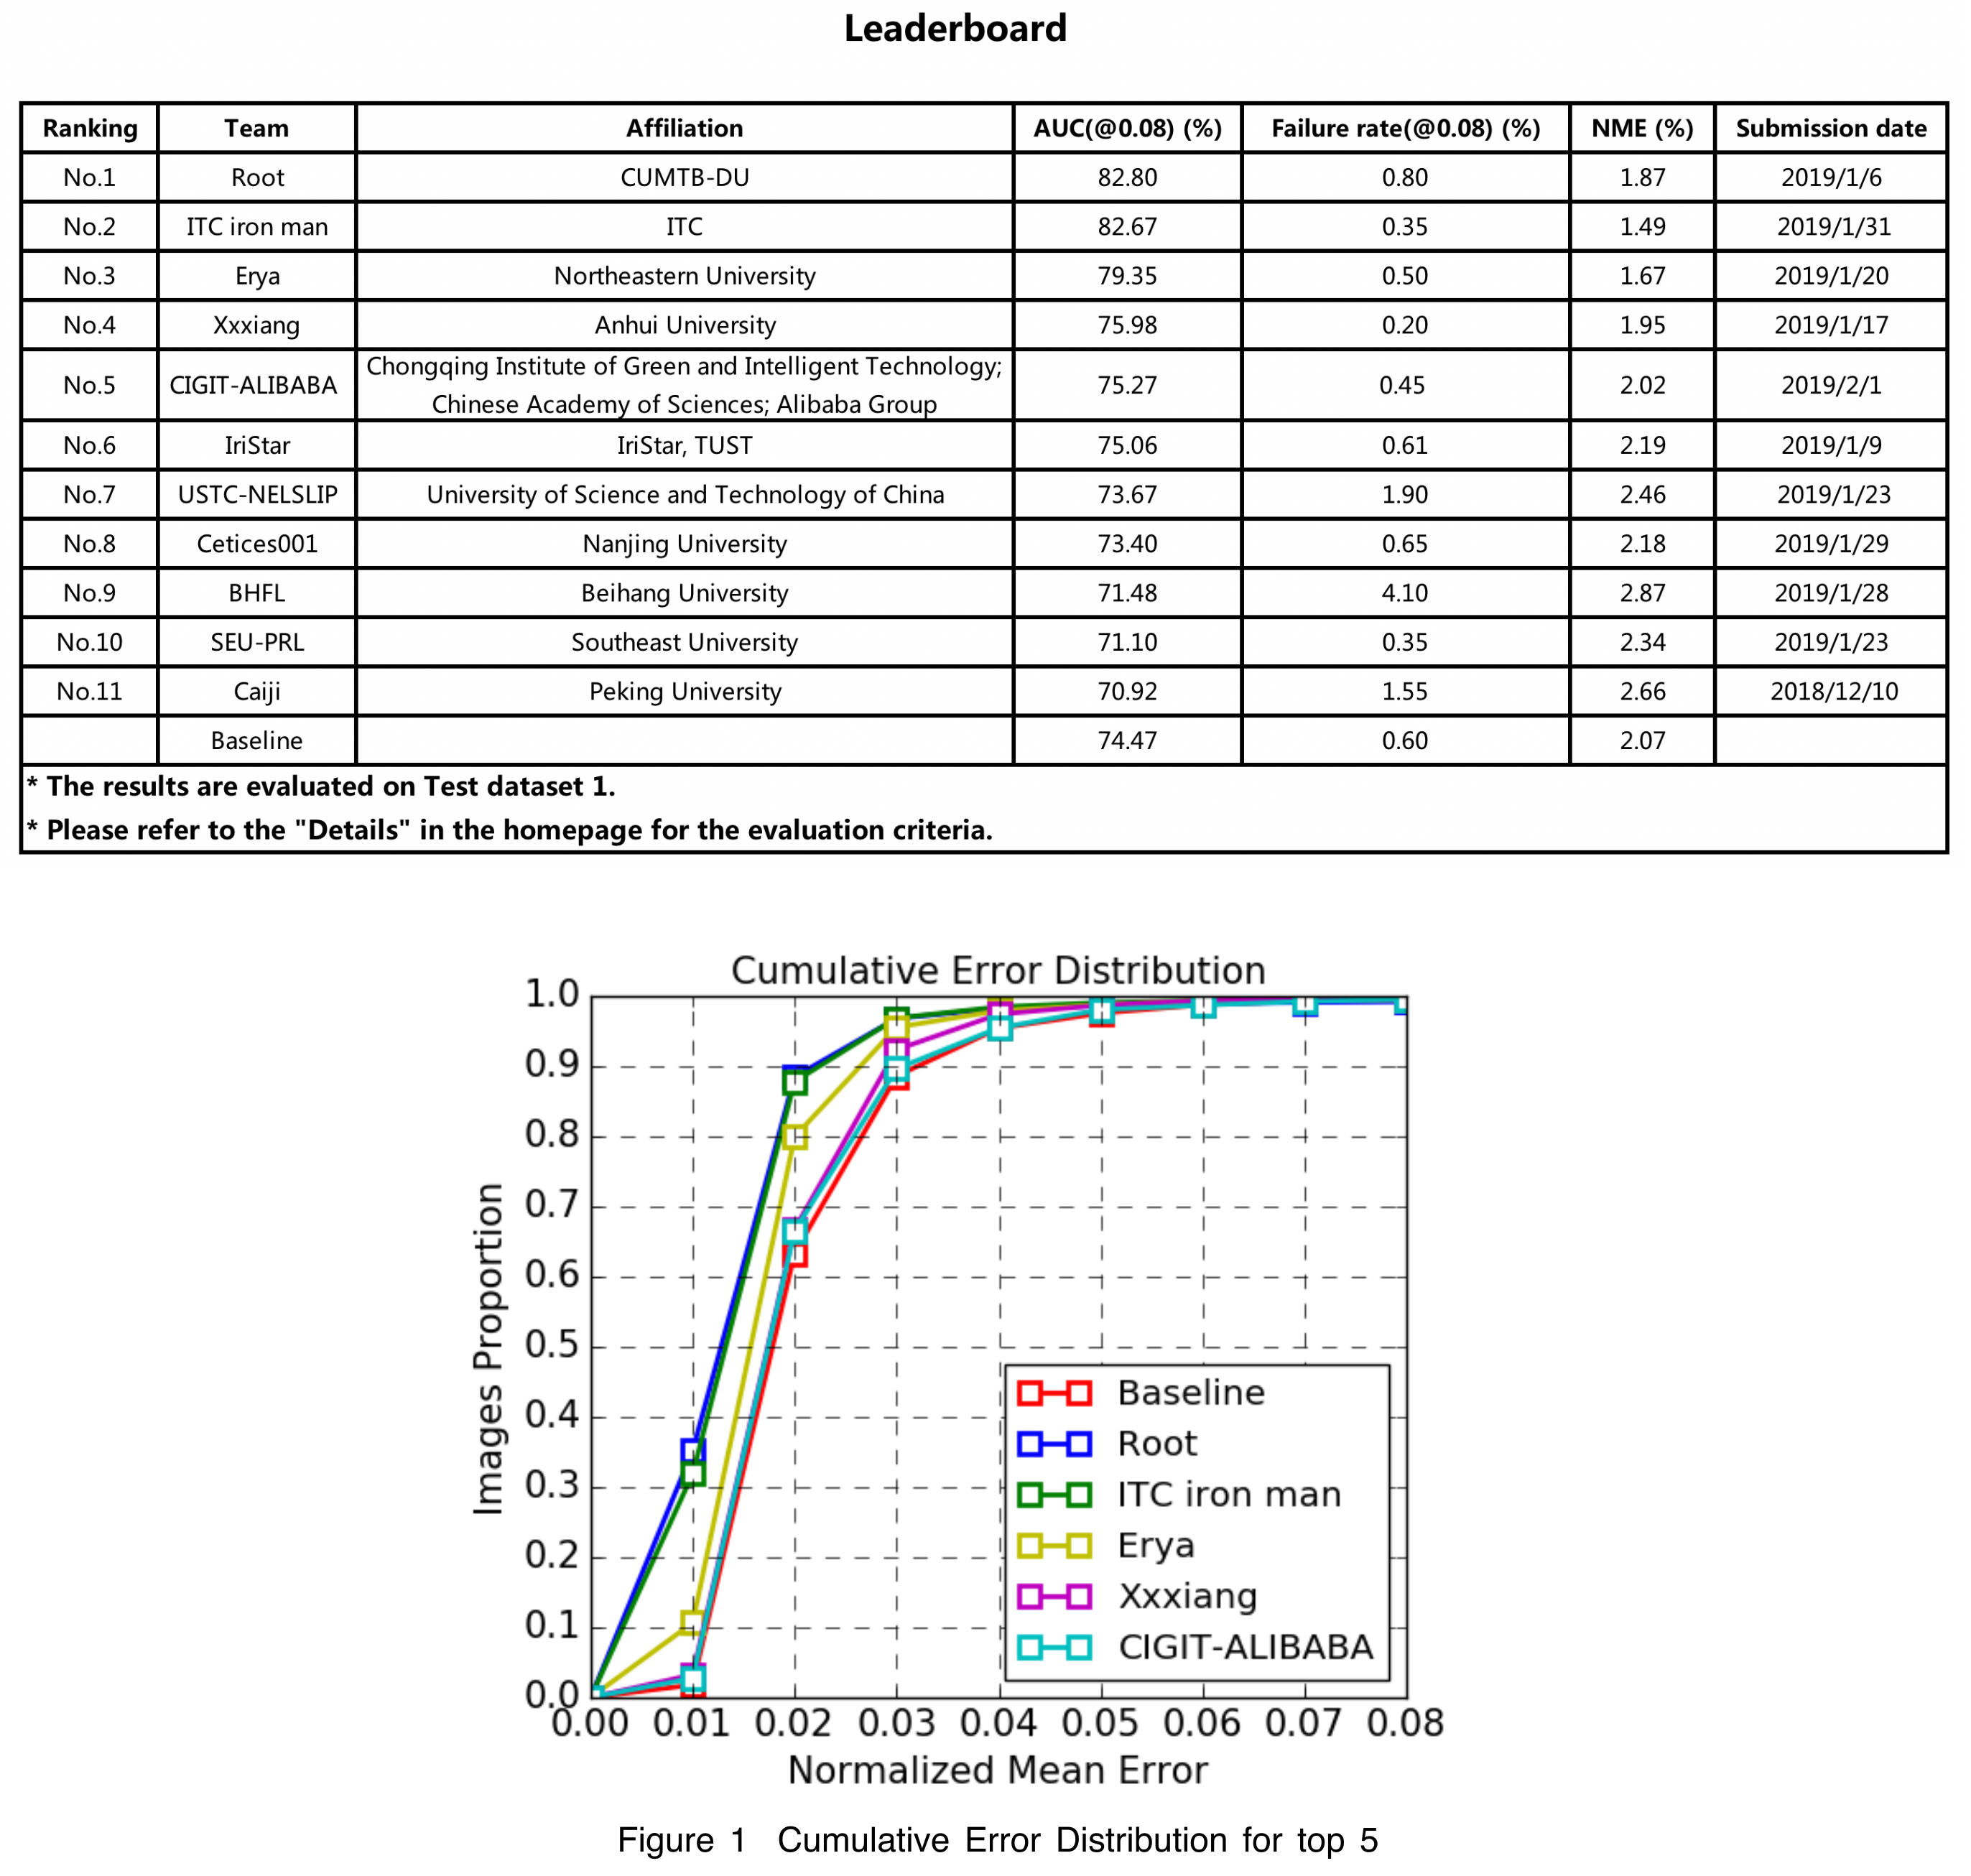 Leaderboard
Ranking Team Affiliation AUC(@0.08) (%) Failure rate(@0.08) (%) NME (%) Submission date
No.1 Root CUMTB-DU 82.80 0.80 1.87 2019/1/6
No.2 ITC iron man ITC 82.67 0.35 1.49 2019/1/31
No.3 Erya Northeastern University 79.35 0.50 1.67 2019/1/20
No.4 Xxxiang Anhui University 75.98 0.20 1.95 2019/1/17
No.5 CIGIT-ALIBABA Chongqing Institute of Green and Intelligent Technology;
Chinese Academy of Sciences; Alibaba Group 75.27 0.45 2.02 2019/2/1
No.6 IriStar IriStar, TUST 75.06 0.61 2.19 2019/1/9
No.7 USTC-NELSLIP University of Science and Technology of China 73.67 1.90 2.46 2019/1/23
No.8 Cetices001 Nanjing University 73.40 0.65 2.18 2019/1/29
No.9 BHFL Beihang University 71.48 4.10 2.87 2019/1/28
No.10 SEU-PRL Southeast University 71.10 0.35 2.34 2019/1/23
No.11 Caiji Peking University 70.92 1.55 2.66 2018/12/10
Baseline 74.47 0.60 2.07
* The results are evaluated on Test dataset 1.
* Please refer to the "Details" in the homepage for the evaluation criteria.
Cumulative Error Distribution
1.0
0.9
0.8
0.7
0.6
0.5
0.4
0.3
0.2
0.1
0.0
Images Proportion
Baseline
Root
ITC iron man
Erya
Xxxiang
CIGIT-ALIBABA
0.00 0.01 0.02 0.03 0.04 0.05 0.06 0.07 0.08
Normalized Mean Error
Figure 1 Cumulative Error Distribution for top 5